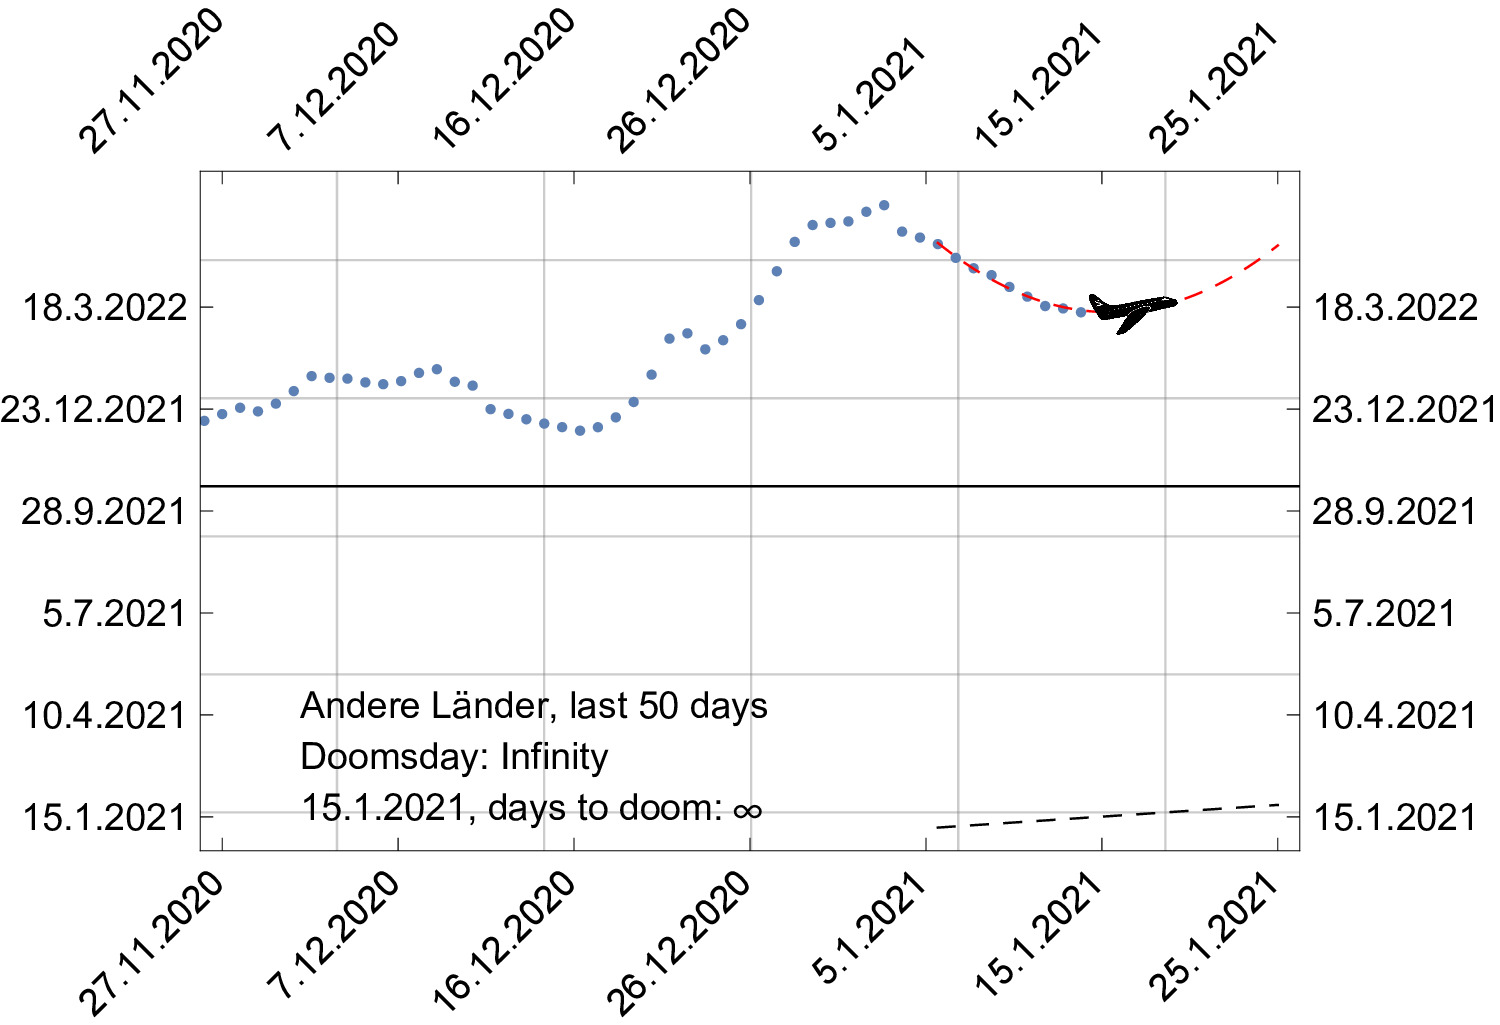 27.11.2020 7.12.2020 16.12.2020 26.12.2020 5.1.2021 15.1.2021 25.1.2021
18.3.2022 18.3.2022
23.12.2021 23.12.2021
28.9.2021 28.9.2021
5.7.2021 5.7.2021
10.4.2021 Andere Länder, last 50 days 10.4.2021
Doomsday: Infinity
15.1.2021 15.1.2021, days to doom: ∞ 15.1.2021
27.11.2020 7.12.2020 16.12.2020 26.12.2020 5.1.2021 15.1.2021 25.1.2021